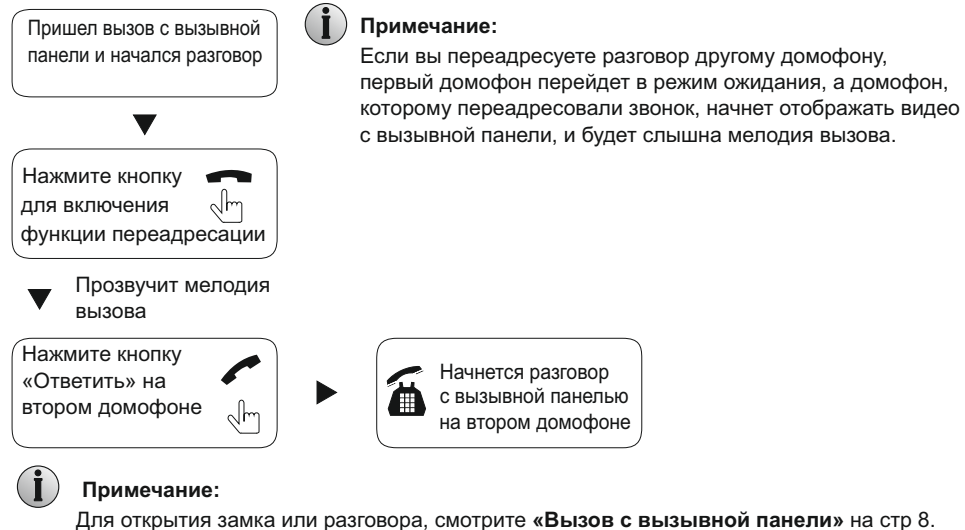 Пришел вызов с вызывной
панели и начался разговор
Примечание:
Если вы переадресуете разговор другому домофону,
первый домофон перейдет в режим ожидания, а домофон,
которому переадресовали звонок, начнет отображать видео
с вызывной панели, и будет слышна мелодия вызова.
Нажмите кнопку
для включения
функции переадресации
Прозвучит мелодия
вызова
Нажмите кнопку
«Ответить» на
втором домофоне
Начнется разговор
с вызывной панелью
на втором домофоне
Примечание:
Для открытия замка или разговора, смотрите «Вызов с вызывной панели» на стр 8.